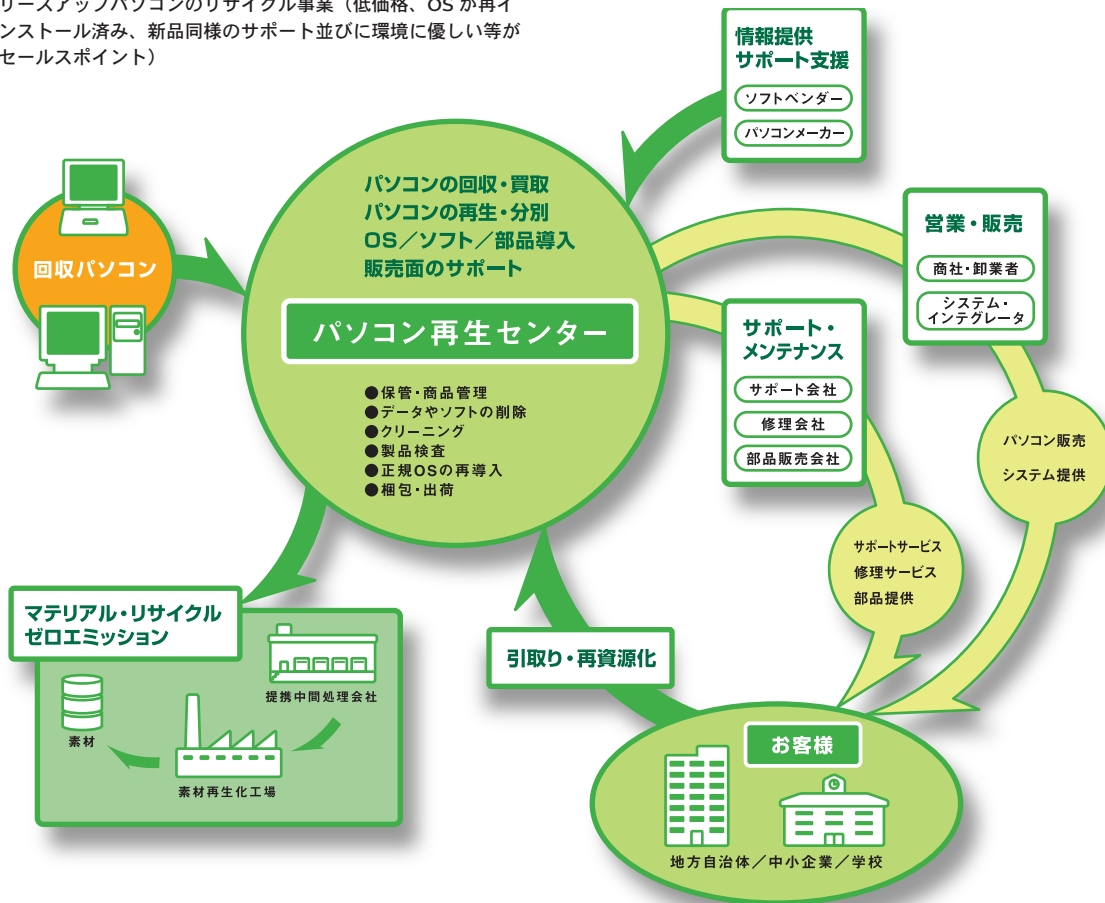 リースアップパソコンのリサイクル事業（低価格、OS が再イ
ンストール済み、新品同様のサポート並びに環境に優しい等が
セールスポイント）
情報提供
サポート支援
ソフトベンダー
パソコンメーカー
回収パソコン
パソコンの回収・買取
パソコンの再生・分別
OS／ソフト／部品導入
販売面のサポート
パソコン再生センター
●保管・商品管理
●データやソフトの削除
●クリーニング
●製品検査
●正規OSの再導入
●梱包・出荷
営業・販売
商社・卸業者
システム・
インテグレータ
サポート・
メンテナンス
サポート会社
修理会社
部品販売会社
パソコン販売
システム提供
サポートサービス
修理サービス
部品提供
マテリアル・リサイクル
ゼロエミッション
提携中間処理会社
素材
素材再生化工場
引取り・再資源化
お客様
地方自治体／中小企業／学校